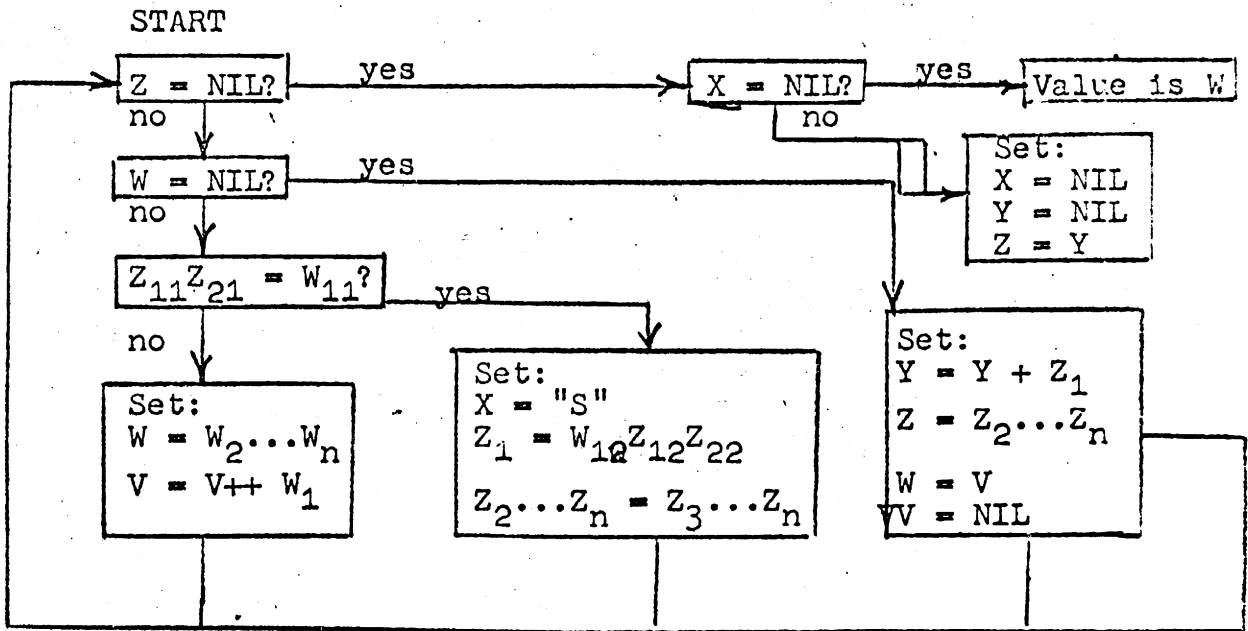 START
Z = NIL?
yes
X = NIL?
yes
Value is W
no
no
W = NIL?
yes
Set:
X = NIL
Y = NIL
Z = Y
no
Z₁₁Z₂₁ = W₁₁?
yes
no
Set:
W = W₂...Wₙ
V = V++ W₁
Set:
X = "S"
Z₁ = W₁₂Z₁₂Z₂₂
Z₂...Zₙ = Z₃...Zₙ
Set:
Y = Y + Z₁
Z = Z₂...Zₙ
W = V
V = NIL